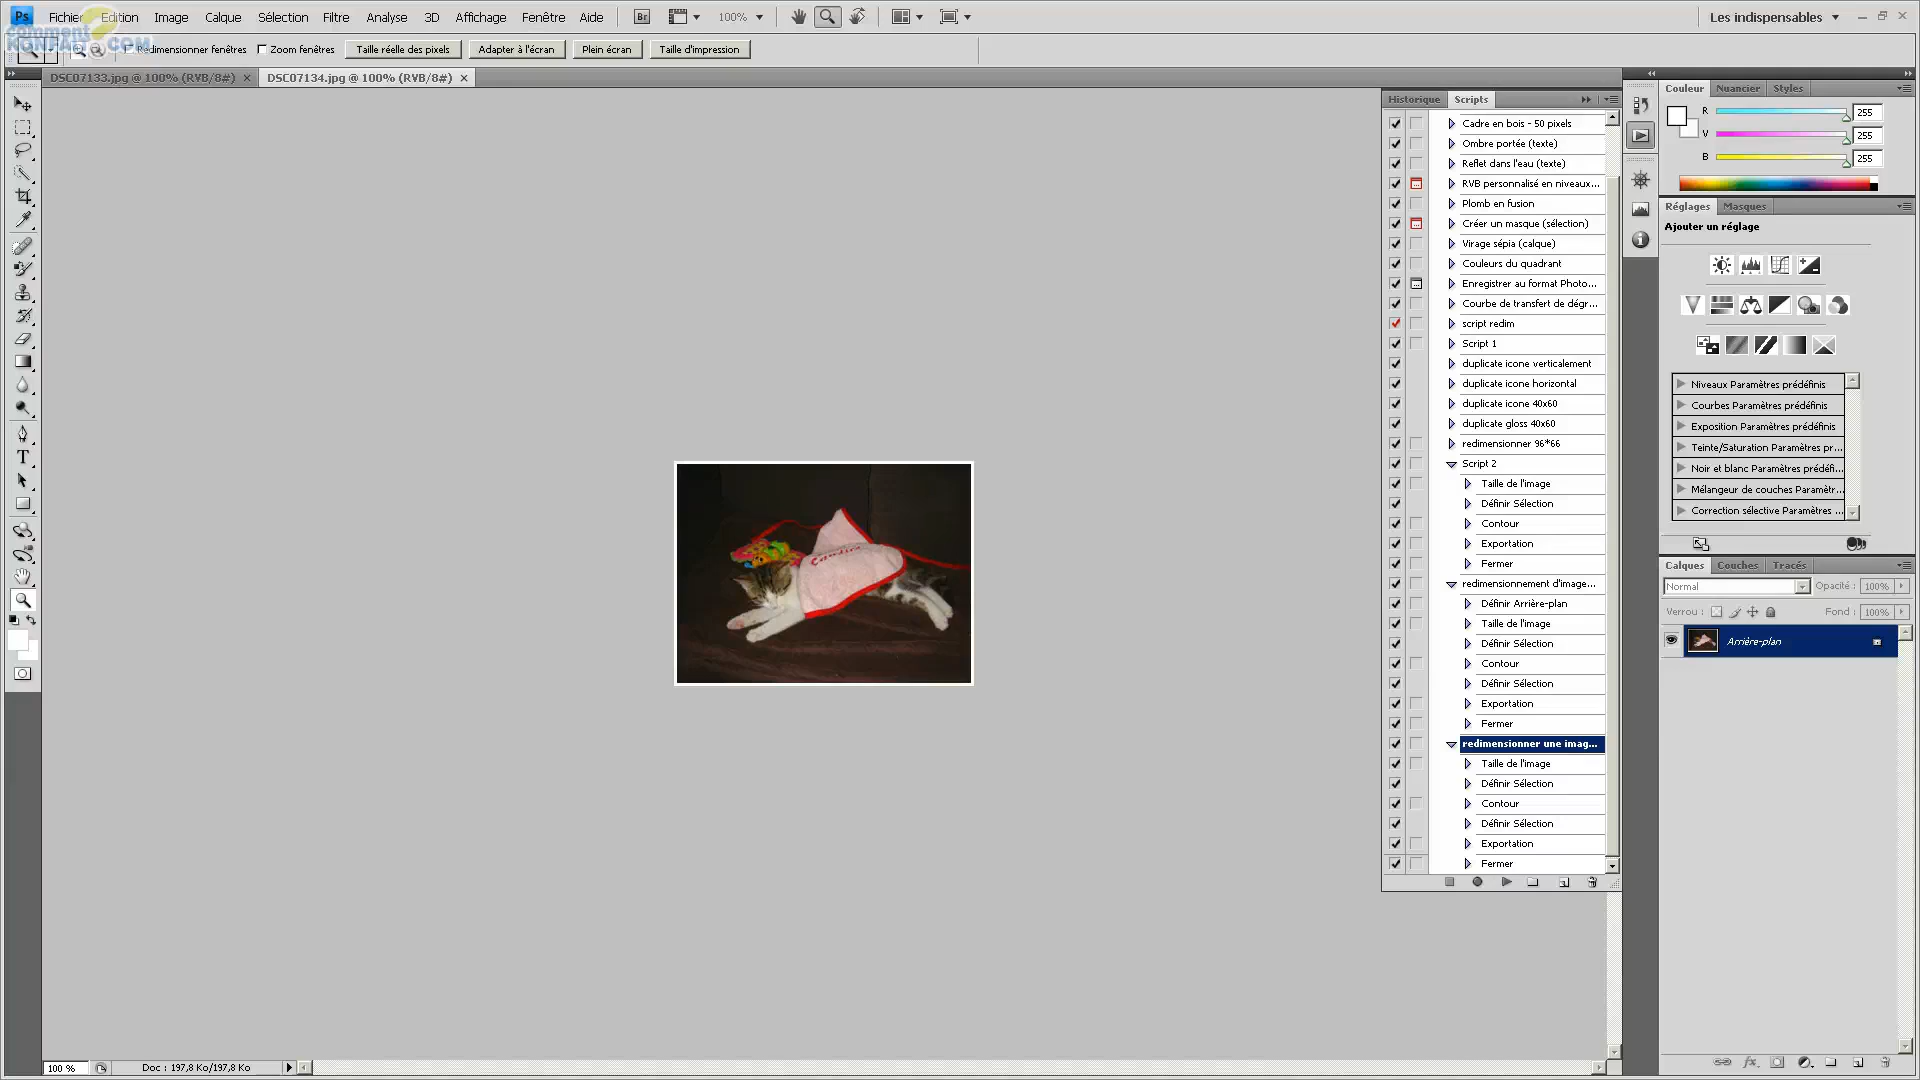 Ps Fichier Edition Image Calque Sélection Filtre Analyse 3D Affichage Fenêtre Aide Br 100% Les indispensables
comment
Redimensionner fenêtres Zoom fenêtres Taille réelle des pixels Adapter à l'écran Plein écran Taille d'impression
DSC07133.jpg @ 100% (RVB/8#) DSC07134.jpg @ 100% (RVB/8#)
Historique Scripts
Cadre en bois - 50 pixels
Ombre portée (texte)
Reflet dans l'eau (texte)
RVB personnalisé en niveaux...
Plomb en fusion
Créer un masque (sélection)
Virage sépia (calque)
Couleurs du quadrant
Enregistrer au format Photo...
Courbe de transfert de dégr...
script redim
Script 1
duplicate icone verticalement
duplicate icone horizontal
duplicate icone 40x60
duplicate gloss 40x60
redimensionner 96*66
Script 2
Taille de l'image
Définir Sélection
Contour
Exportation
Fermer
redimensionnement d'image...
Définir Arrière-plan
Taille de l'image
Définir Sélection
Contour
Définir Sélection
Exportation
Fermer
redimensionner une imag...
Taille de l'image
Définir Sélection
Contour
Définir Sélection
Exportation
Fermer
Couleur Nuancier Styles
R 255
V 255
B 255
Réglages Masques
Ajouter un réglage
Niveaux Paramètres prédéfinis
Courbes Paramètres prédéfinis
Exposition Paramètres prédéfinis
Teinte/Saturation Paramètres pr...
Noir et blanc Paramètres prédéfi...
Mélangeur de couches Paramètr...
Correction sélective Paramètres ...
Calques Couches Tracés
Normal Opacité : 100%
Verrou : Fond : 100%
Arrière-plan
100 % Doc : 197,8 Ko/197,8 Ko